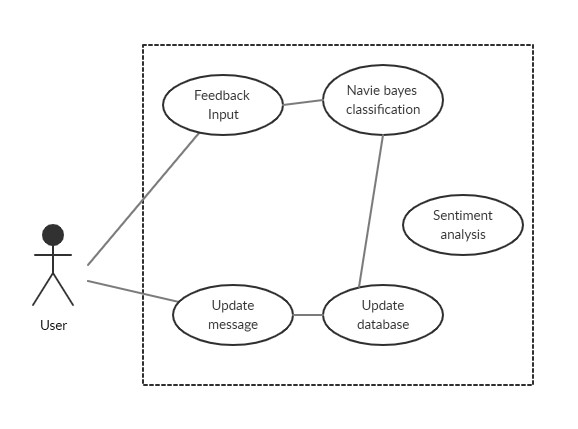 Feedback
Input
Navie bayes
classification
Sentiment
analysis
Update
message
Update
database
User